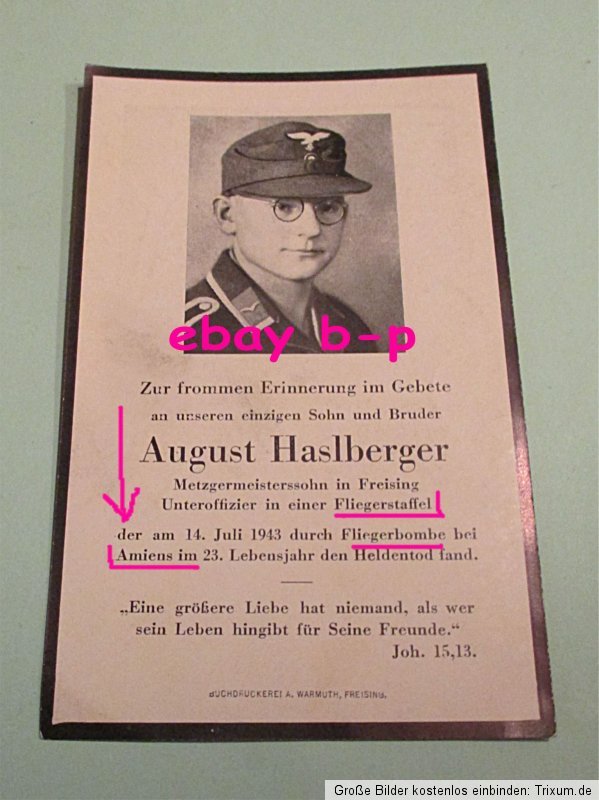 ebay b-p
Zur frommen Erinnerung im Gebete
an unseren einzigen Sohn und Bruder
August Haslberger
Metzgermeisterssohn in Freising
Unteroffizier in einer Fliegerstaffel
der am 14. Juli 1943 durch Fliegerbombe bei
Amiens im 23. Lebensjahr den Heldentod fand.
„Eine größere Liebe hat niemand, als wer
sein Leben hingibt für Seine Freunde.“
Joh. 15,13.
BUCHDRUCKEREI A. WARMUTH, FREISING.
Große Bilder kostenlos einbinden: Trixum.de